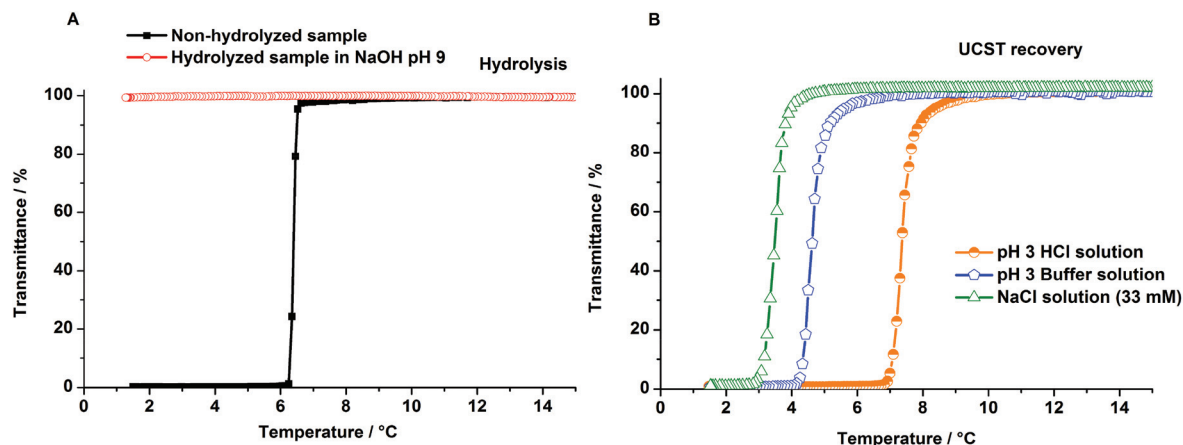 A
Non-hydrolyzed sample
Hydrolyzed sample in NaOH pH 9
Hydrolysis
100
80
60
40
20
0
Transmittance / %
0 2 4 6 8 10 12 14
Temperature / °C
B
UCST recovery
100
80
60
40
20
0
Transmittance / %
pH 3 HCl solution
pH 3 Buffer solution
NaCl solution (33 mM)
0 2 4 6 8 10 12 14
Temperature / °C